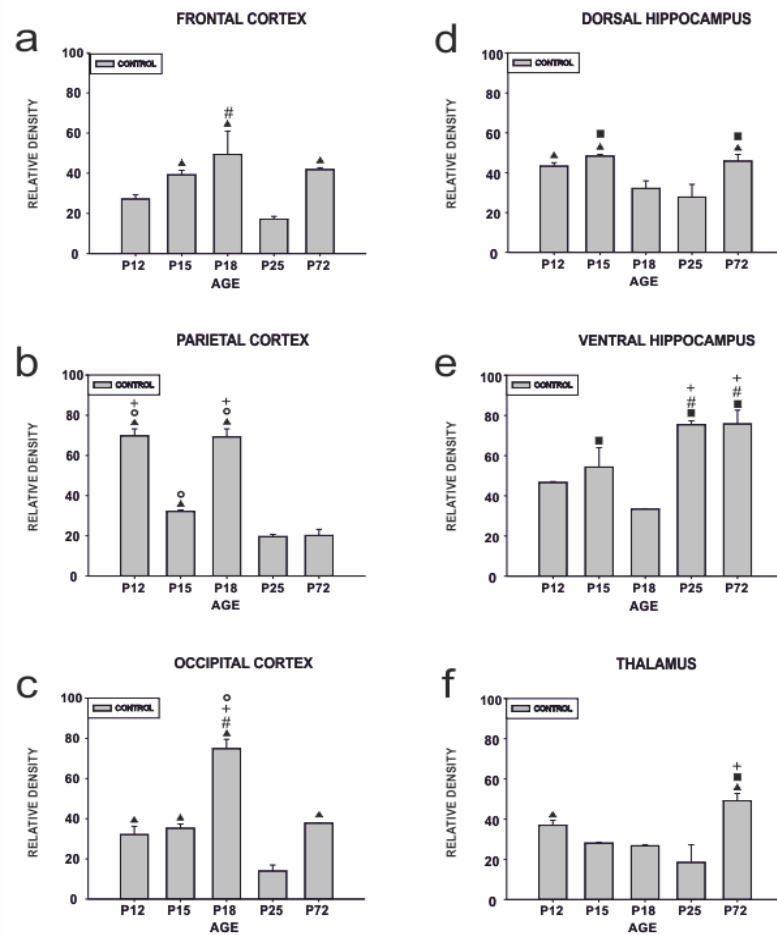 a
FRONTAL CORTEX
RELATIVE DENSITY
100
80
60
40
20
0
CONTROL
#
P12 P15 P18 P25 P72
AGE
b
PARIETAL CORTEX
RELATIVE DENSITY
100
80
60
40
20
0
CONTROL
+ +
P12 P15 P18 P25 P72
AGE
c
OCCIPITAL CORTEX
RELATIVE DENSITY
100
80
60
40
20
0
CONTROL
+
#
P12 P15 P18 P25 P72
AGE
d
DORSAL HIPPOCAMPUS
RELATIVE DENSITY
100
80
60
40
20
0
CONTROL
P12 P15 P18 P25 P72
AGE
e
VENTRAL HIPPOCAMPUS
RELATIVE DENSITY
100
80
60
40
20
0
CONTROL
+ +
# #
P12 P15 P18 P25 P72
AGE
f
THALAMUS
RELATIVE DENSITY
100
80
60
40
20
0
CONTROL
+
P12 P15 P18 P25 P72
AGE